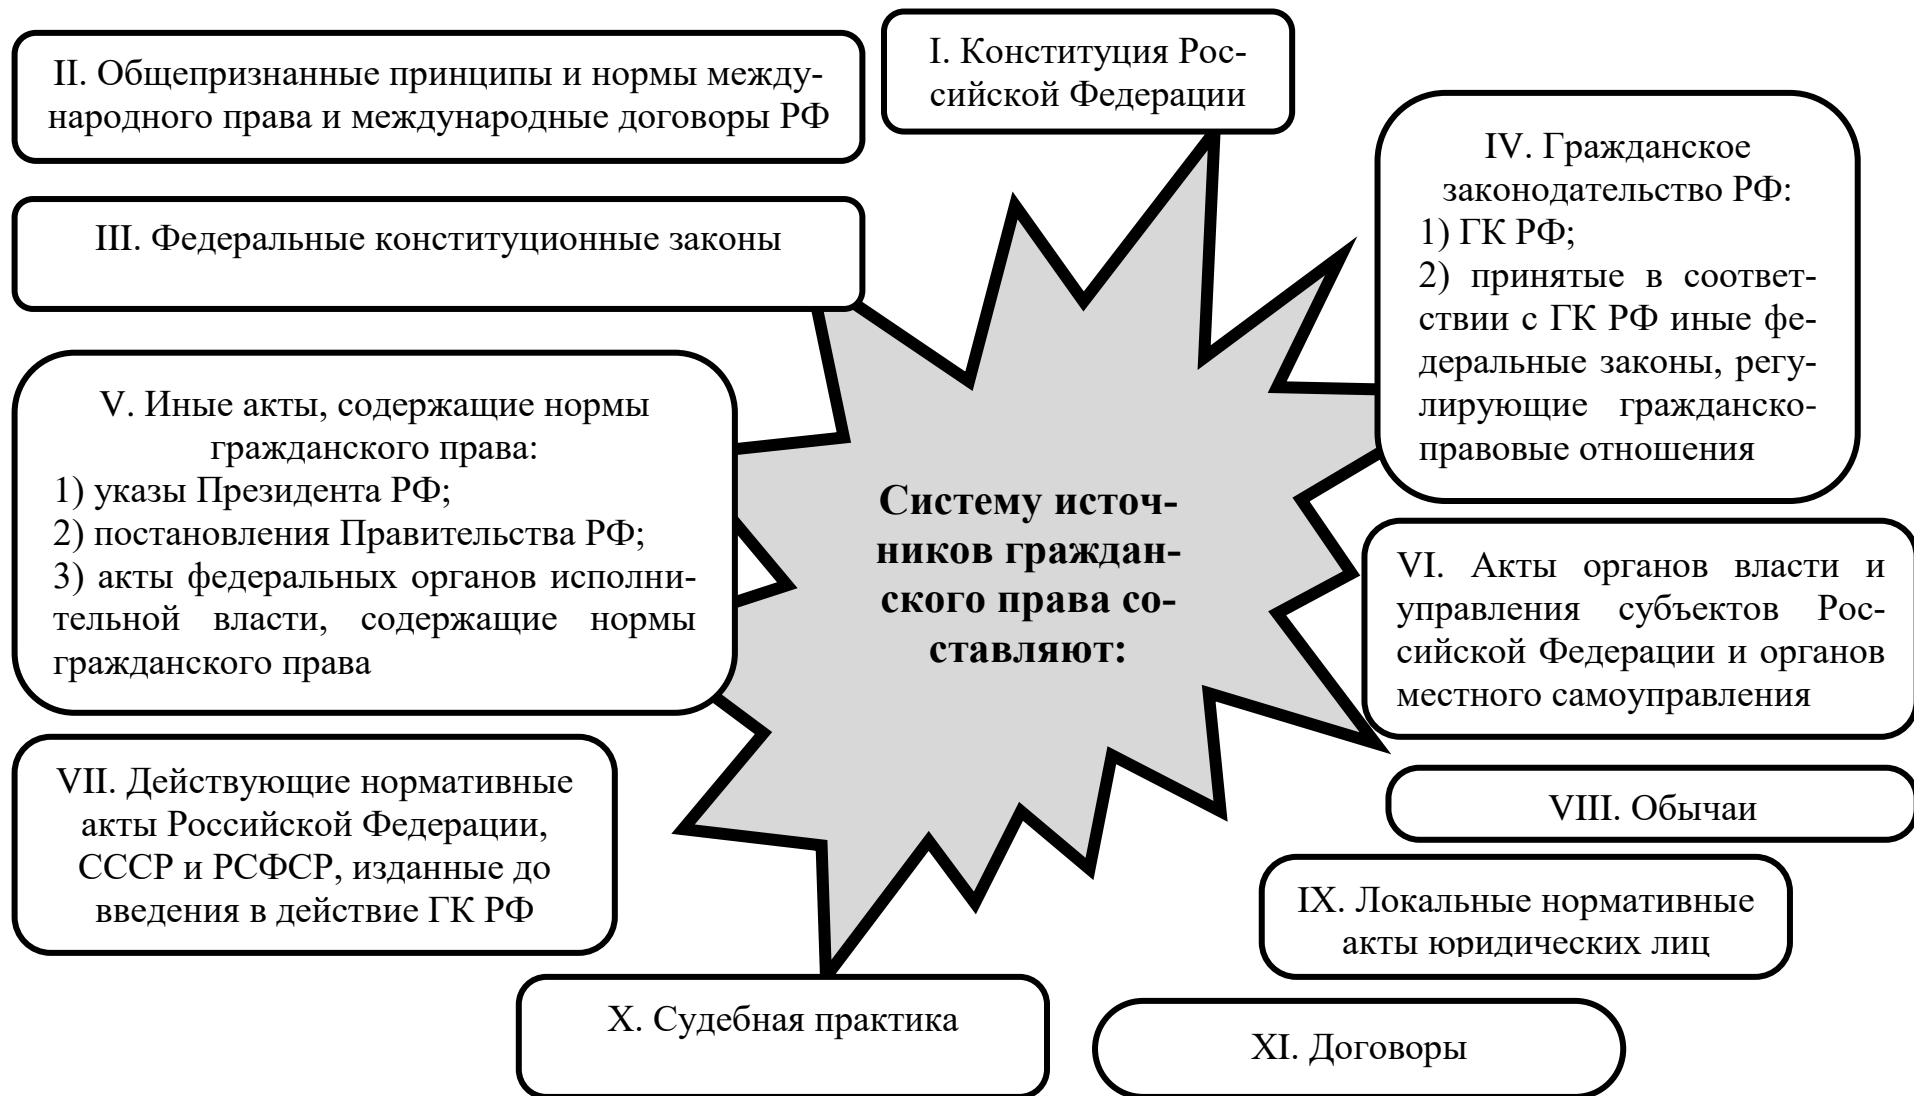 I. Конституция Рос-
сийской Федерации
II. Общепризнанные принципы и нормы между-
народного права и международные договоры РФ
III. Федеральные конституционные законы
IV. Гражданское
законодательство РФ:
1) ГК РФ;
2) принятые в соответ-
ствии с ГК РФ иные фе-
деральные законы, регу-
лирующие гражданско-
правовые отношения
V. Иные акты, содержащие нормы
гражданского права:
1) указы Президента РФ;
2) постановления Правительства РФ;
3) акты федеральных органов исполни-
тельной власти, содержащие нормы
гражданского права
Систему источ-
ников граждан-
ского права со-
ставляют:
VI. Акты органов власти и
управления субъектов Рос-
сийской Федерации и органов
местного самоуправления
VII. Действующие нормативные
акты Российской Федерации,
СССР и РСФСР, изданные до
введения в действие ГК РФ
VIII. Обычаи
IX. Локальные нормативные
акты юридических лиц
X. Судебная практика
XI. Договоры